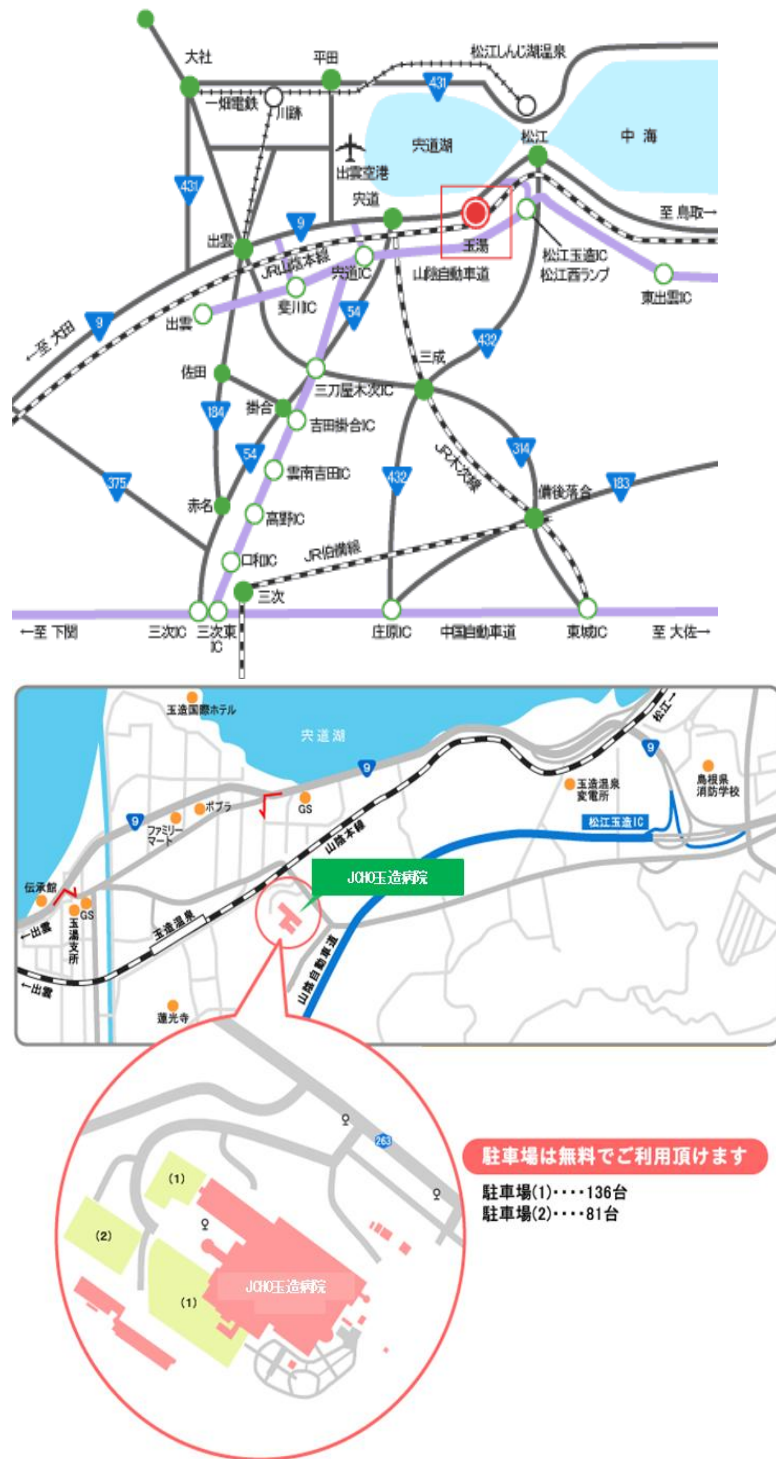 大社
平田
松江しんじ湖温泉
一畑電鉄
川跡
431
出雲空港
宍道湖
松江
中海
431
宍道
出雲
9
至 鳥取→
JR山陰本線
宍道IC
玉湯
山陰自動車道
松江玉造IC
松江西ランプ
東出雲IC
斐川IC
出雲
←至 大田
9
54
432
三成
佐田
三刀屋木次IC
掛合
吉田掛合IC
184
54
314
375
雲南吉田IC
432
JR木次線
183
備後落合
赤名
高野IC
口和IC
JR伯備線
三次
←至 下関
三次IC
三次東
IC
庄原IC
中国自動車道
東城IC
至 大佐→
玉造国際ホテル
宍道湖
松江→
9
9
島根県
消防学校
玉造温泉
変電所
松江玉造IC
GS
ポプラ
9
ファミリー
マート
山陰本線
JCHO玉造病院
伝承館
GS
玉湯支所
←出雲
玉造温泉
←出雲
山陰自動車道
蓮光寺
263
駐車場は無料でご利用頂けます
駐車場(1)････136台
駐車場(2)････81台
(1)
(2)
(1)
JCHO玉造病院